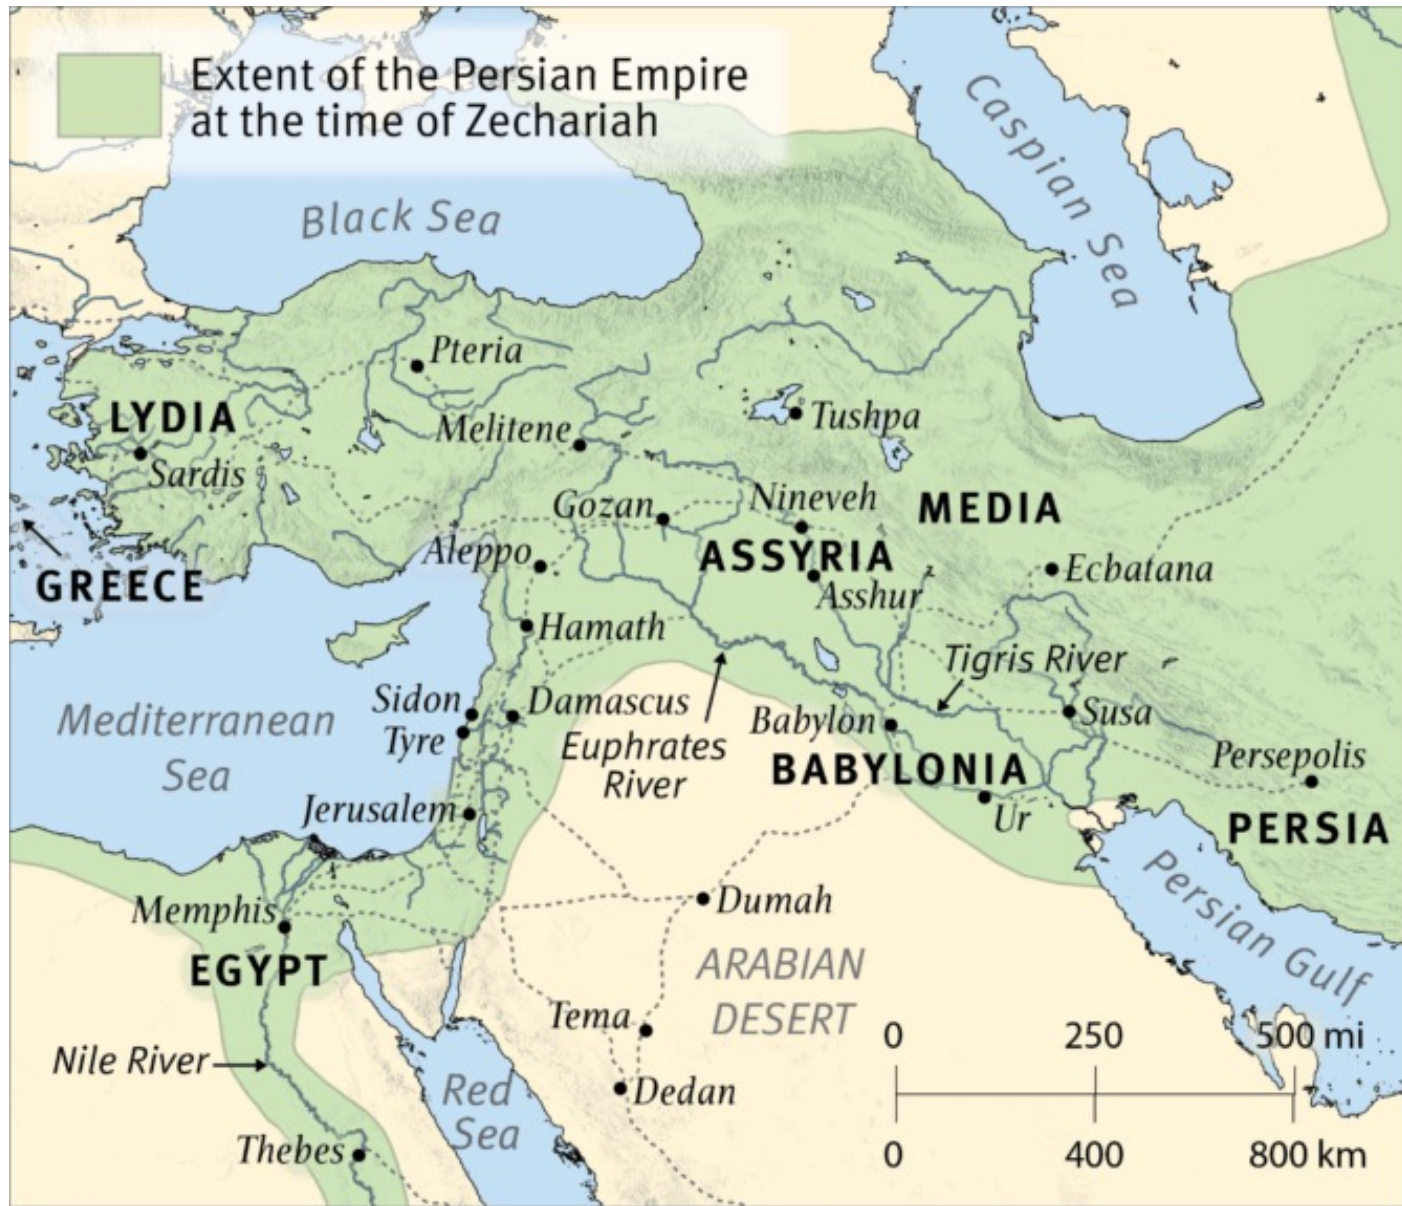 Extent of the Persian Empire
at the time of Zechariah
Black Sea
Caspian Sea
Pteria
LYDIA
Sardis
Melitene
Tushpa
Gozan
Nineveh
MEDIA
ASSYRIA
Aleppo
Asshur
Ecbatana
GREECE
Hamath
Tigris River
Mediterranean
Sea
Sidon
Tyre
Damascus
Euphrates
River
Babylon
BABYLONIA
Susa
Persepolis
PERSIA
Jerusalem
Ur
Persian Gulf
Memphis
EGYPT
Dumah
ARABIAN
DESERT
Tema
Dedan
Nile River
Red
Sea
Thebes
0 250 500 mi
0 400 800 km